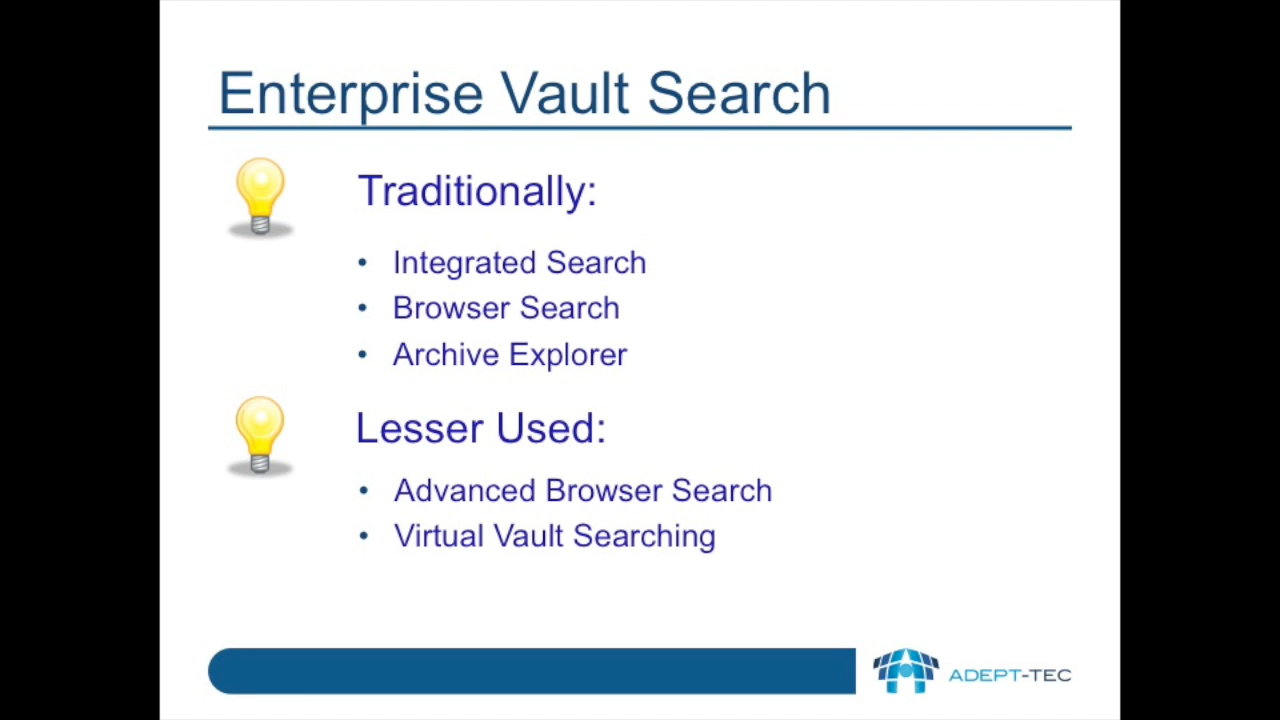 Enterprise Vault Search
Traditionally:
• Integrated Search
• Browser Search
• Archive Explorer
Lesser Used:
• Advanced Browser Search
• Virtual Vault Searching
ADEPT-TEC